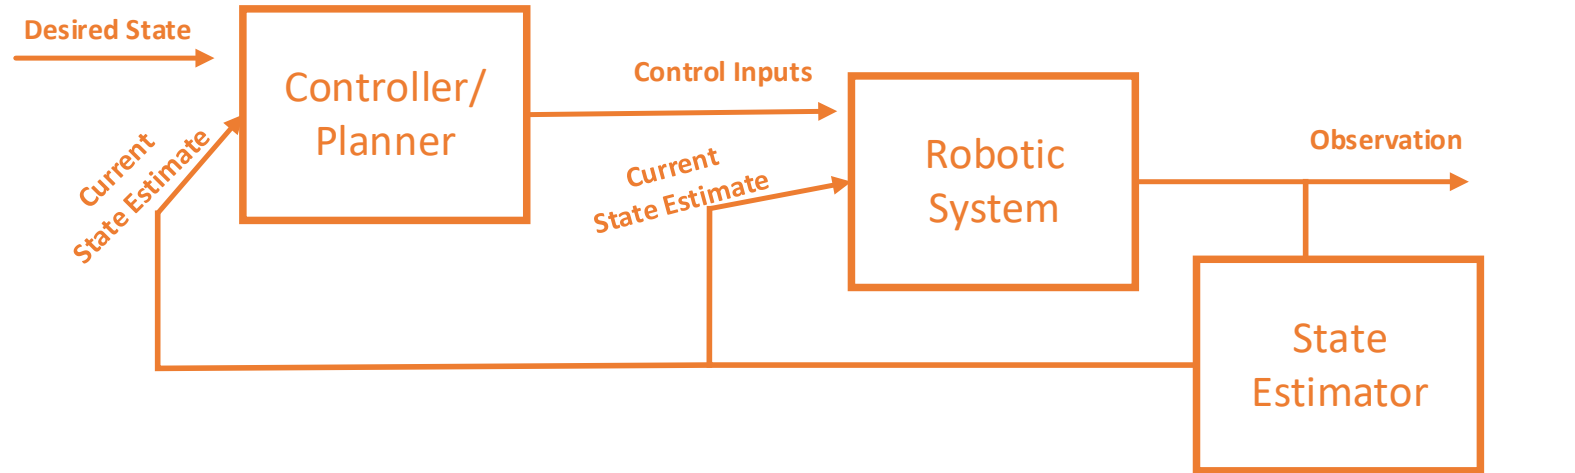 Desired State
Controller/
Planner
Current
State Estimate
Control Inputs
Current
State Estimate
Robotic
System
Observation
State
Estimator